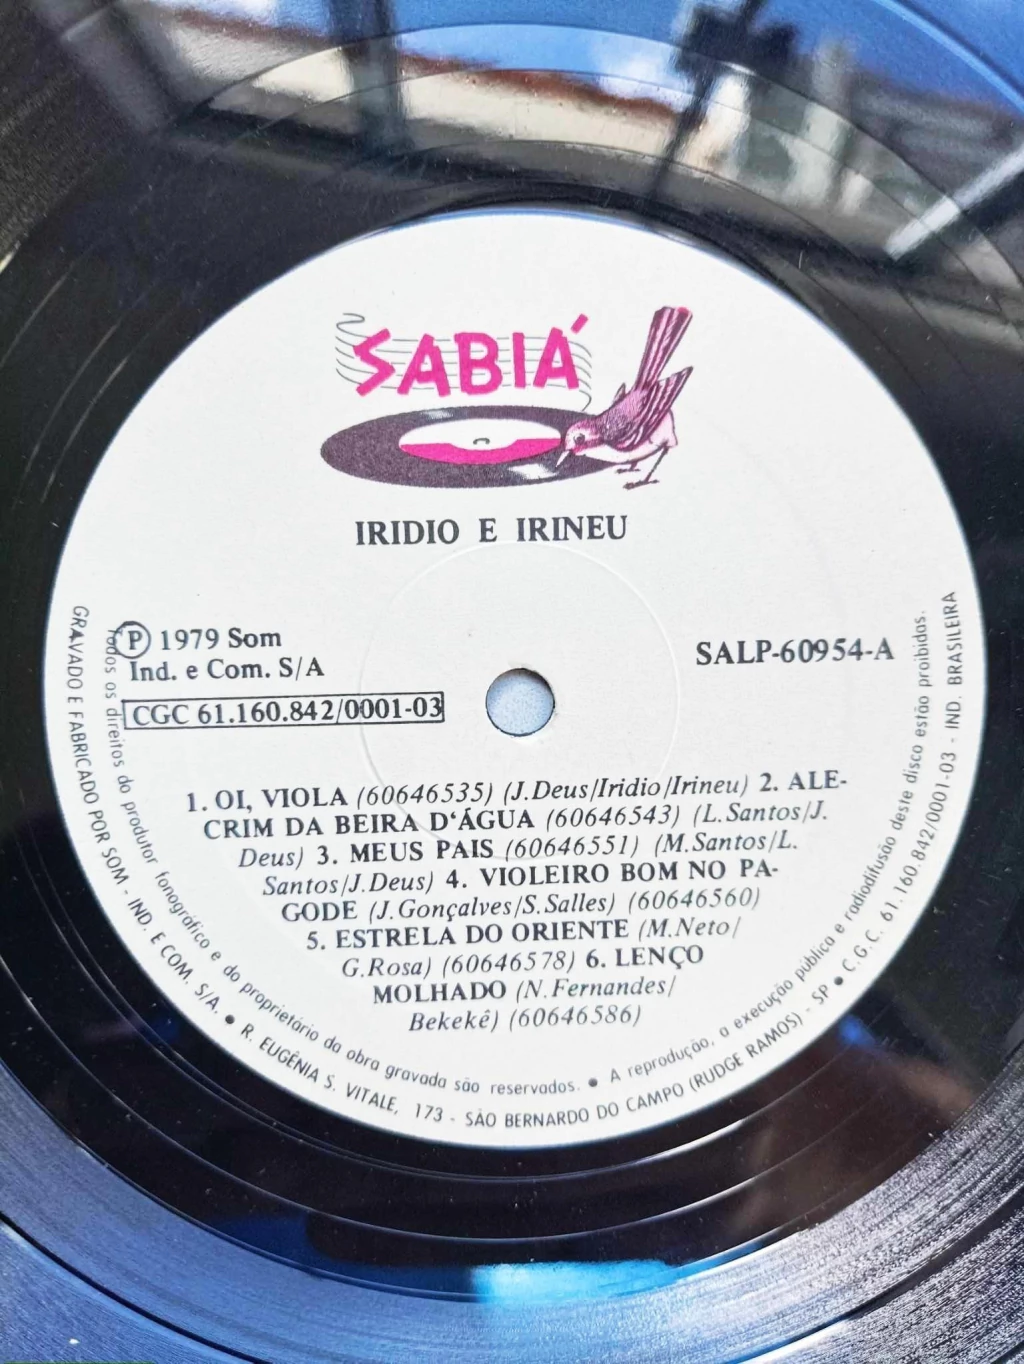 SABIÁ
IRIDIO E IRINEU
Ⓟ 1979 Som
Ind. e Com. S/A
CGC 61.160.842/0001-03
SALP-60954-A
1. OI, VIOLA (60646535) (J. Deus/Iridio/Irineu) 2. ALE-
CRIM DA BEIRA D'ÁGUA (60646543) (L. Santos/J.
Deus) 3. MEUS PAIS (60646551) (M. Santos/L.
Santos/J. Deus) 4. VIOLEIRO BOM NO PA-
GODE (J. Gonçalves/S. Salles) (60646560)
5. ESTRELA DO ORIENTE (M. Neto/
G. Rosa) (60646578) 6. LENÇO
MOLHADO (N. Fernandes/
Bekekê) (60646586)
Todos os direitos do produtor fonográfico e do proprietário da obra gravada são reservados. • A reprodução, a execução pública e radiodifusão deste disco estão proibidas.
GRAVADO E FABRICADO POR SOM - IND. E COM. S/A. • R. EUGÊNIA S. VITALE, 173 - SÃO BERNARDO DO CAMPO (RUDGE RAMOS) - SP • C.G.C. 61.160.842/0001-03 - IND. BRASILEIRA